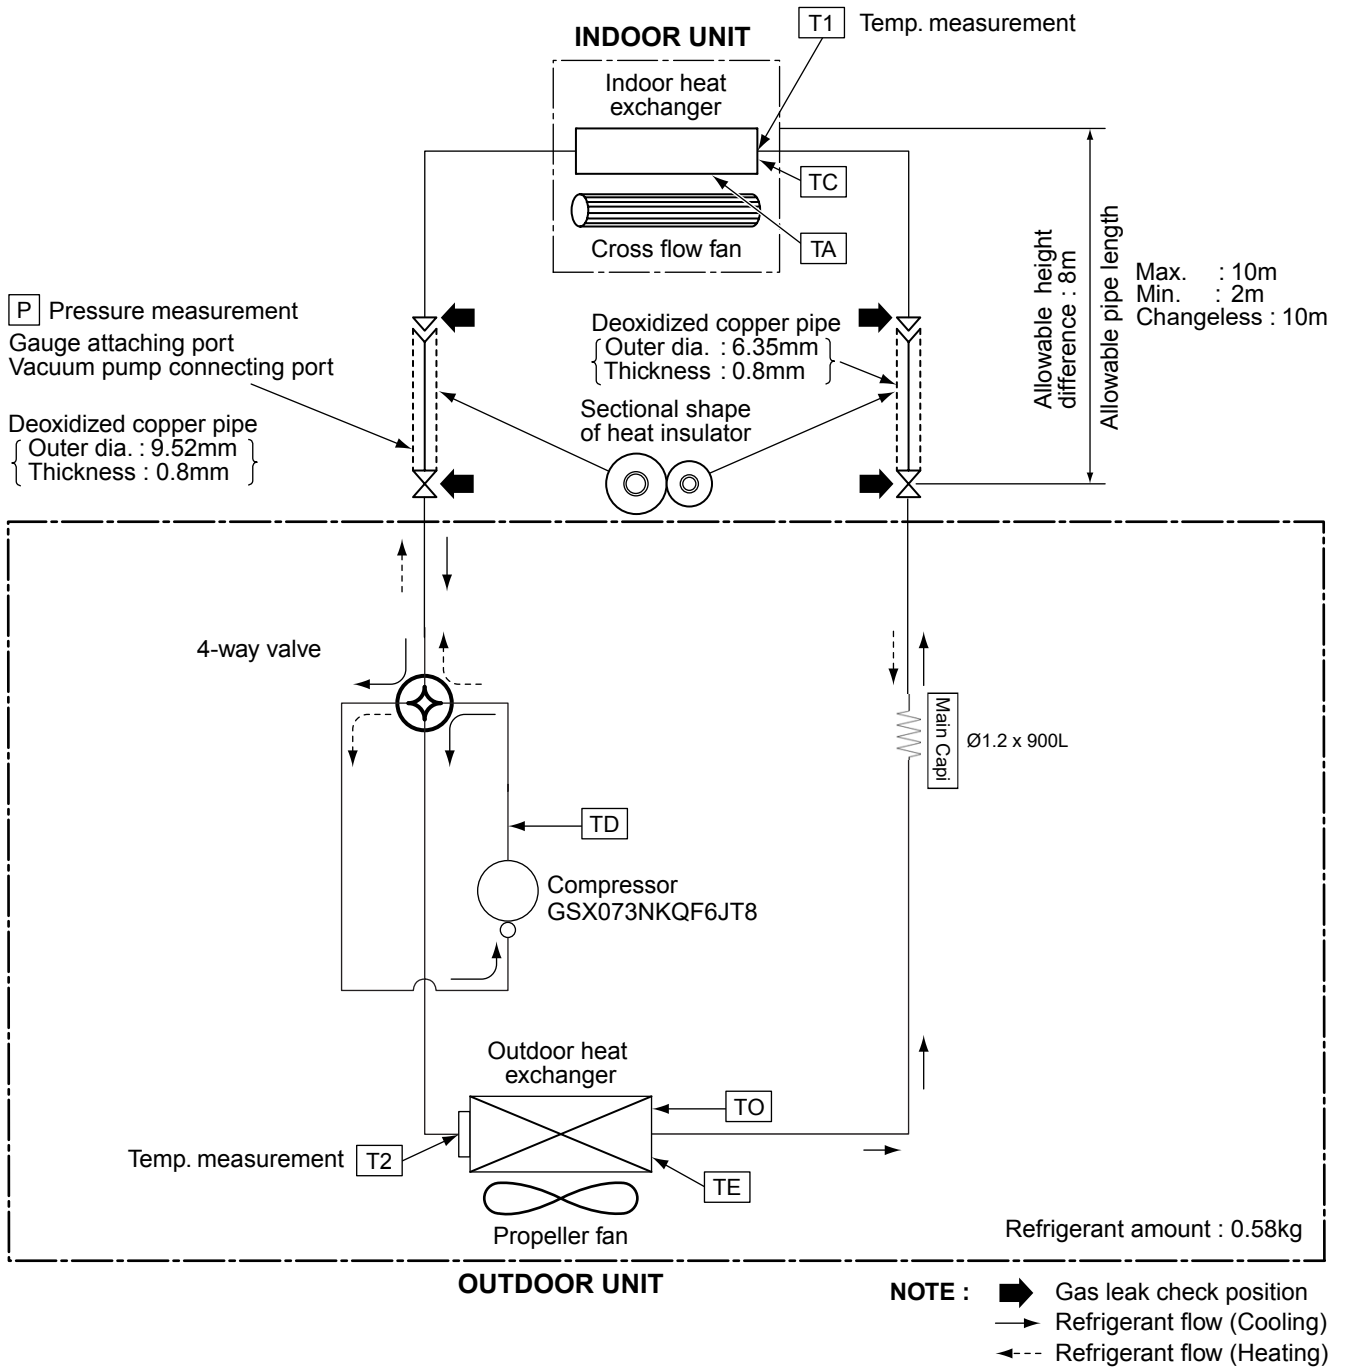 T1 Temp. measurement
INDOOR UNIT
Indoor heat
exchanger
TC
Cross flow fan
TA
Allowable height
difference : 8m
Allowable pipe length
Max. : 10m
Min. : 2m
Changeless : 10m
P Pressure measurement
Gauge attaching port
Vacuum pump connecting port
Deoxidized copper pipe
Outer dia. : 9.52mm
Thickness : 0.8mm
Deoxidized copper pipe
Outer dia. : 6.35mm
Thickness : 0.8mm
Sectional shape
of heat insulator
4-way valve
Main Capi
Ø1.2 x 900L
TD
Compressor
GSX073NKQF6JT8
Outdoor heat
exchanger
TO
Temp. measurement T2
TE
Propeller fan
Refrigerant amount : 0.58kg
OUTDOOR UNIT
NOTE : Gas leak check position
Refrigerant flow (Cooling)
Refrigerant flow (Heating)